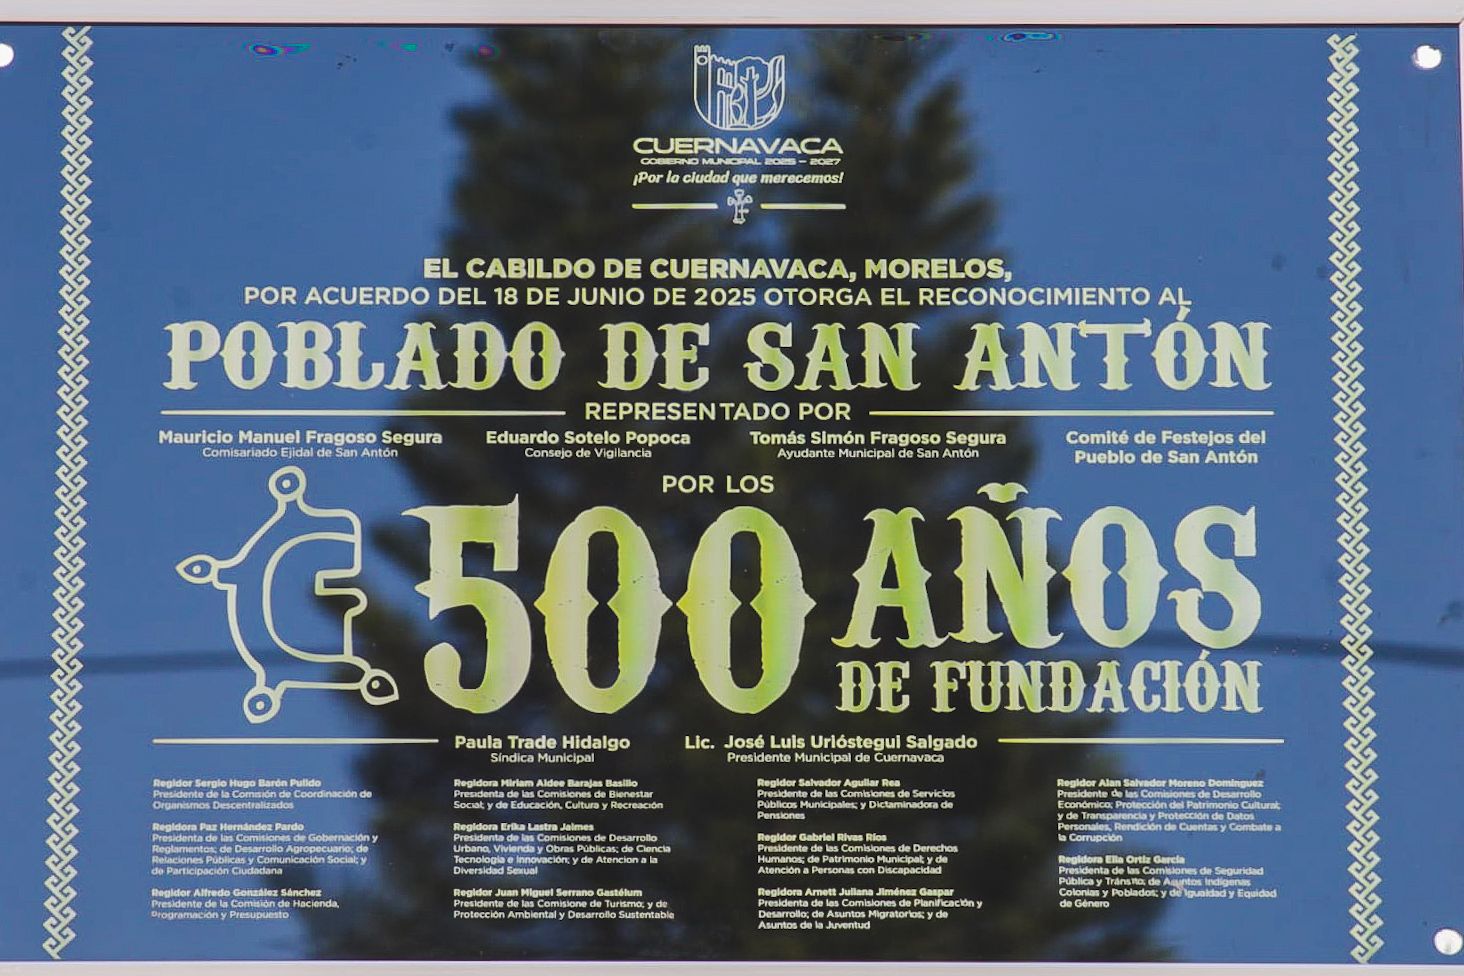 CUERNAVACA
GOBIERNO MUNICIPAL 2025 - 2027
¡Por la ciudad que merecemos!
EL CABILDO DE CUERNAVACA, MORELOS,
POR ACUERDO DEL 18 DE JUNIO DE 2025 OTORGA EL RECONOCIMIENTO AL
POBLADO DE SAN ANTÓN
REPRESENTADO POR
Mauricio Manuel Fragoso Segura
Comisariado Ejidal de San Antón
Eduardo Sotelo Popoca
Consejo de Vigilancia
Tomás Simón Fragoso Segura
Ayudante Municipal de San Antón
Comité de Festejos del
Pueblo de San Antón
POR LOS
500 AÑOS
DE FUNDACIÓN
Paula Trade Hidalgo
Síndica Municipal
Lic. José Luis Urióstegui Salgado
Presidente Municipal de Cuernavaca
Regidor Sergio Hugo Barón Pulido
Presidente de la Comisión de Coordinación de
Organismos Descentralizados
Regidora Paz Hernández Pardo
Presidenta de las Comisiones de Gobernación y
Reglamentos; de Desarrollo Agropecuario; de
Relaciones Públicas y Comunicación Social; y
de Participación Ciudadana
Regidor Alfredo González Sánchez
Presidente de la Comisión de Hacienda,
Programación y Presupuesto
Regidora Miriam Aidee Barajas Basilio
Presidenta de las Comisiones de Bienestar
Social; y de Educación, Cultura y Recreación
Regidora Erika Lastra Jaimes
Presidenta de las Comisiones de Desarrollo
Urbano, Vivienda y Obras Públicas; de Ciencia
Tecnología e Innovación; y de Atencion a la
Diversidad Sexual
Regidor Juan Miguel Serrano Gastélum
Presidente de las Comisione de Turismo; y de
Protección Ambiental y Desarrollo Sustentable
Regidor Salvador Aguilar Rea
Presidente de las Comisiones de Servicios
Públicos Municipales; y Dictaminadora de
Pensiones
Regidor Gabriel Rivas Ríos
Presidente de las Comisiones de Derechos
Humanos; de Patrimonio Municipal; y de
Atención a Personas con Discapacidad
Regidora Arnett Juliana Jiménez Gaspar
Presidenta de las Comisiones de Planificación y
Desarrollo; de Asuntos Migratorios; y de
Asuntos de la Juventud
Regidor Alan Salvador Moreno Domínguez
Presidente de las Comisiones de Desarrollo
Económico; Protección del Patrimonio Cultural;
y de Transparencia y Protección de Datos
Personales, Rendición de Cuentas y Combate a
la Corrupción
Regidora Elia Ortiz García
Presidenta de las Comisiones de Seguridad
Pública y Tránsito; de Asuntos Indígenas
Colonias y Poblados; y de Igualdad y Equidad
de Género